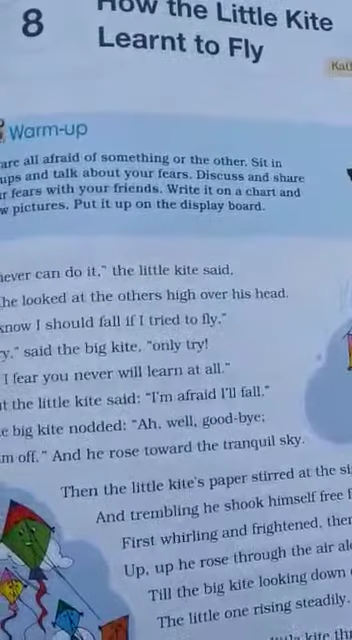 8
How the Little Kite
Learnt to Fly
Warm-up
are all afraid of something or the other. Sit in
ups and talk about your fears. Discuss and share
r fears with your friends. Write it on a chart and
w pictures. Put it up on the display board.
never can do it," the little kite said,
he looked at the others high over his head.
know I should fall if I tried to fly."
y," said the big kite, "only try!
I fear you never will learn at all."
t the little kite said: "I'm afraid I'll fall."
e big kite nodded: "Ah, well, good-bye;
m off." And he rose toward the tranquil sky.
Then the little kite's paper stirred at the si
And trembling he shook himself free f
First whirling and frightened, then
Up, up he rose through the air al
Till the big kite looking down
The little one rising steadily.
kite th